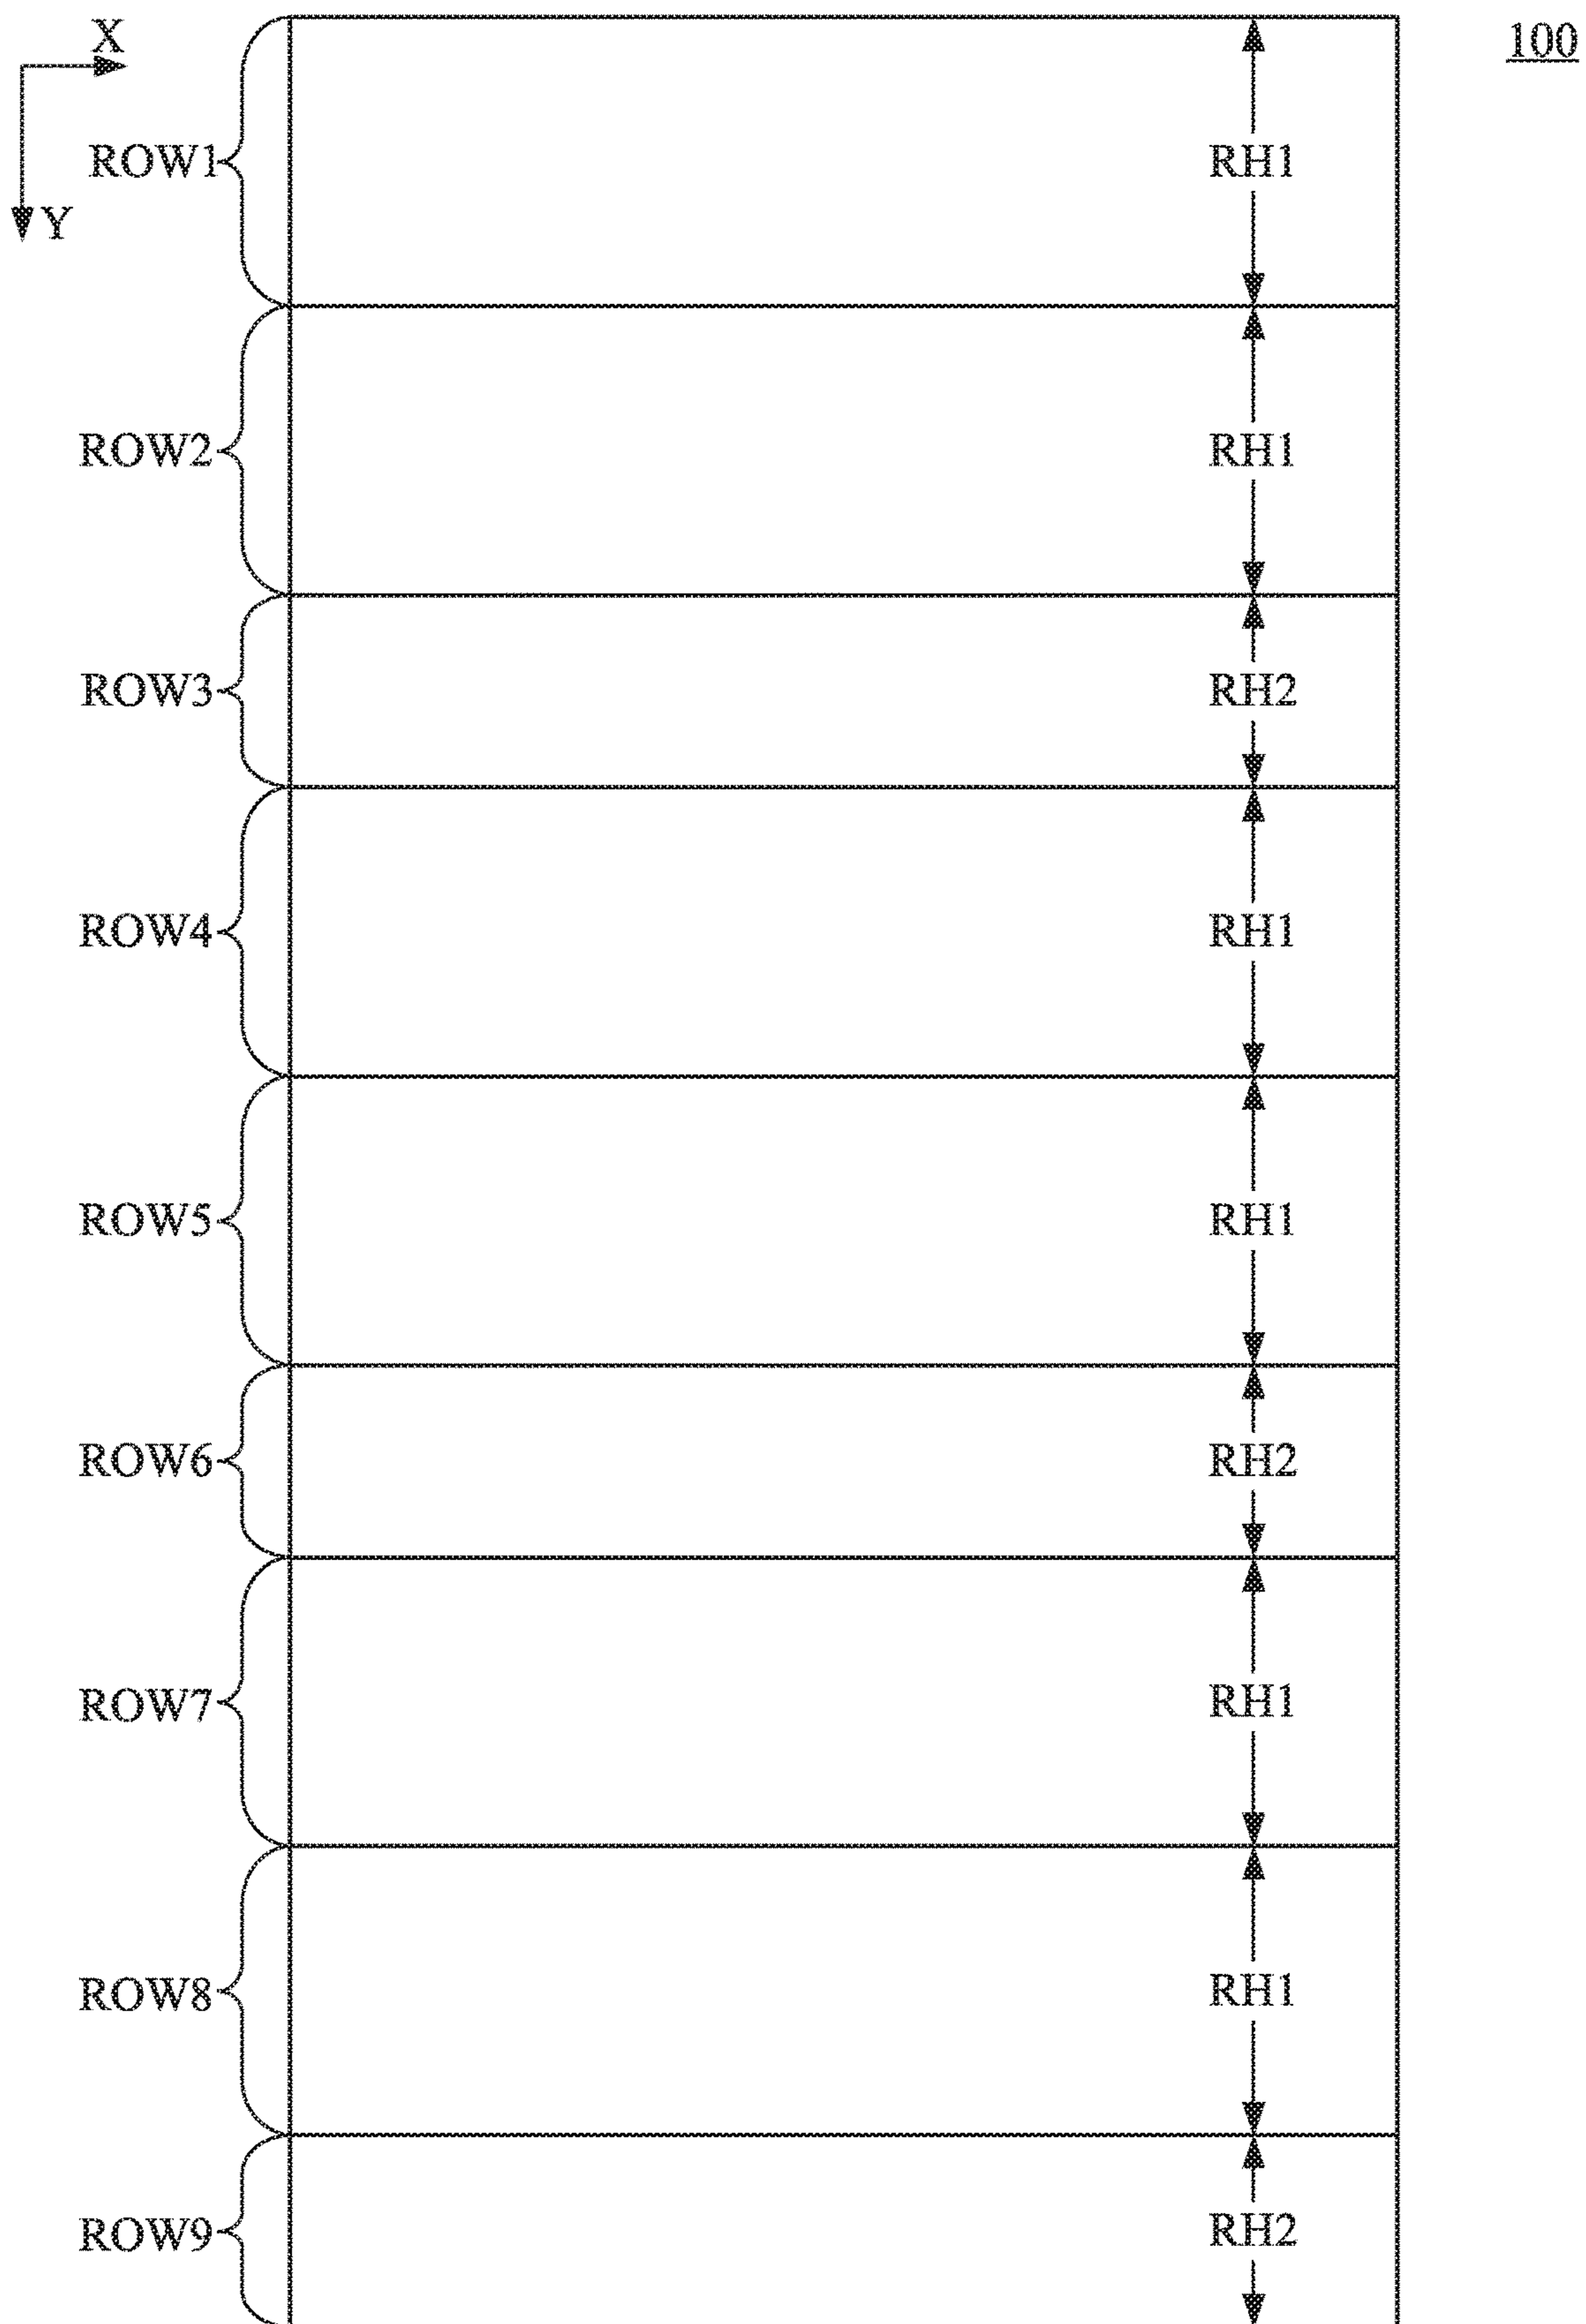 X
100
ROW1 RH1
Y
ROW2 RH1
ROW3 RH2
ROW4 RH1
ROW5 RH1
ROW6 RH2
ROW7 RH1
ROW8 RH1
ROW9 RH2